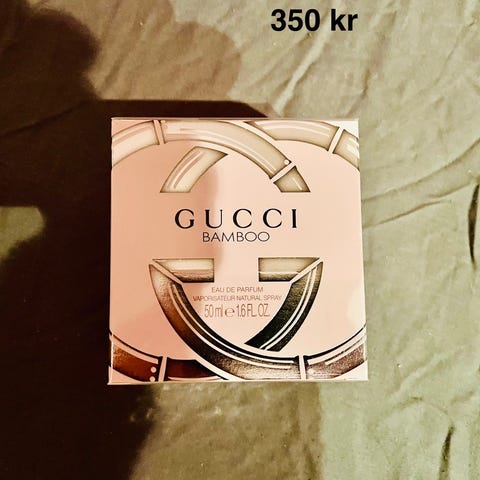 350 kr
GUCCI
BAMBOO
EAU DE PARFUM
VAPORISATEUR NATURAL SPRAY
50 ml e 1.6 FL. OZ.